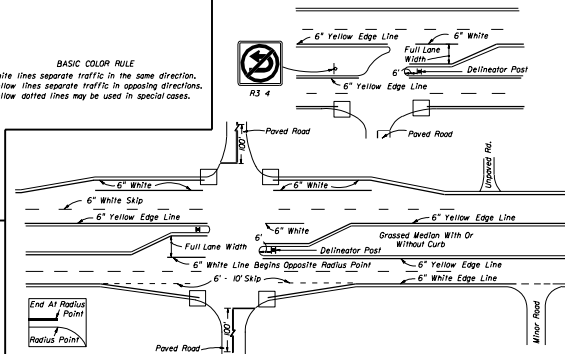 6" Yellow Edge Line
6" White
Full Lane
Width
6'
Delineator Post
R3 4
6" Yellow Edge Line
BASIC COLOR RULE
ite lines separate traffic in the same direction.
llow lines separate traffic in opposing directions.
llow dotted lines may be used in special cases.
Paved Road
Paved Road
100'
Unpaved Rd.
6" White
6" White
6" White Skip
6" Yellow Edge Line
6" White
6" Yellow Edge Line
Grassed Median With Or
Without Curb
6'
Full Lane Width
Delineator Post
6" White Line Begins Opposite Radius Point
6" Yellow Edge Line
6' - 10' Skip
6" White Edge Line
End At Radius
Point
Radius Point
100'
Minor Road
Paved Road